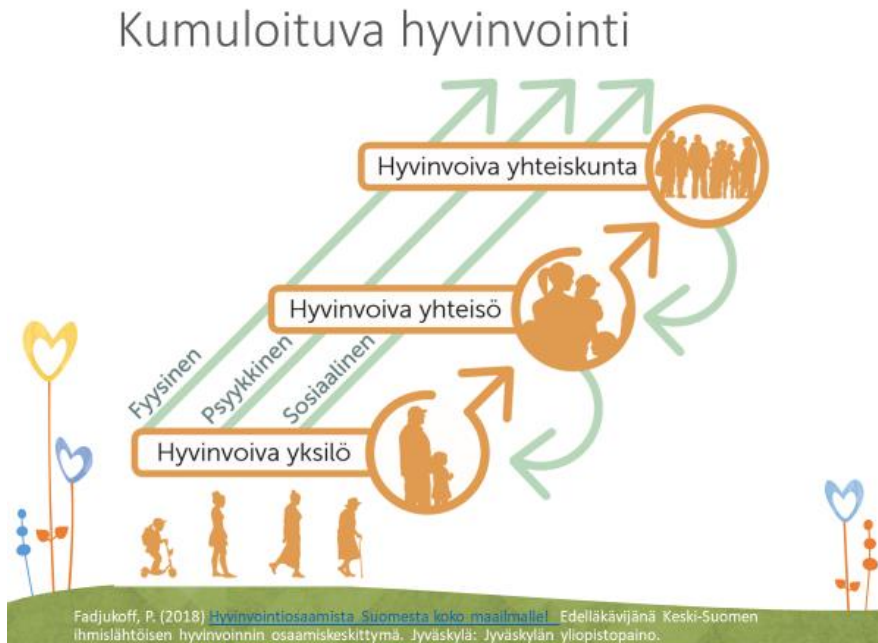 Kumuloituva hyvinvointi
Hyvinvoiva yhteiskunta
Hyvinvoiva yhteisö
Fyysinen
Psyykkinen
Sosiaalinen
Hyvinvoiva yksilö
Fadjukoff, P. (2018) Hyvinvointiosaamista Suomesta koko maailmalle! Edelläkävijänä Keski-Suomen
ihmislähtöisen hyvinvoinnin osaamiskeskittymä. Jyväskylä: Jyväskylän yliopistopaino.